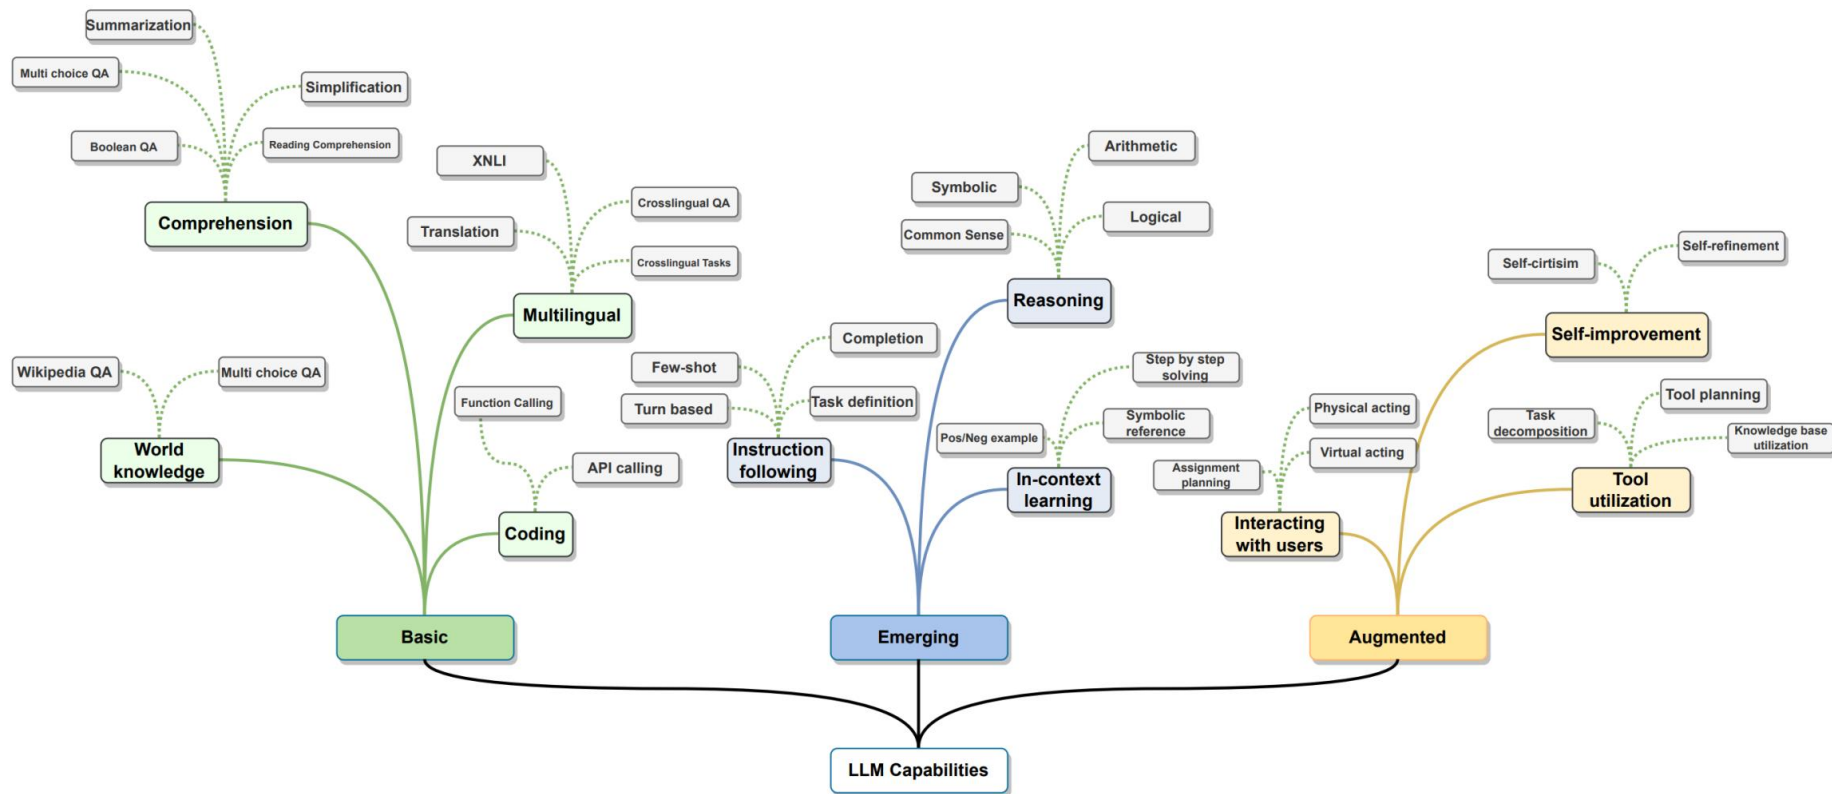 Summarization
Multi choice QA
Simplification
Boolean QA
Reading Comprehension
Comprehension
XNLI
Crosslingual QA
Translation
Crosslingual Tasks
Multilingual
Wikipedia QA
Multi choice QA
World
knowledge
Function Calling
API calling
Coding
Basic
Arithmetic
Symbolic
Logical
Common Sense
Reasoning
Completion
Few-shot
Turn based
Task definition
Instruction
following
Step by step
solving
Symbolic
reference
Pos/Neg example
In-context
learning
Emerging
Self-refinement
Self-cirtisim
Self-improvement
Physical acting
Virtual acting
Assignment
planning
Interacting
with users
Tool planning
Task
decomposition
Knowledge base
utilization
Tool
utilization
Augmented
LLM Capabilities